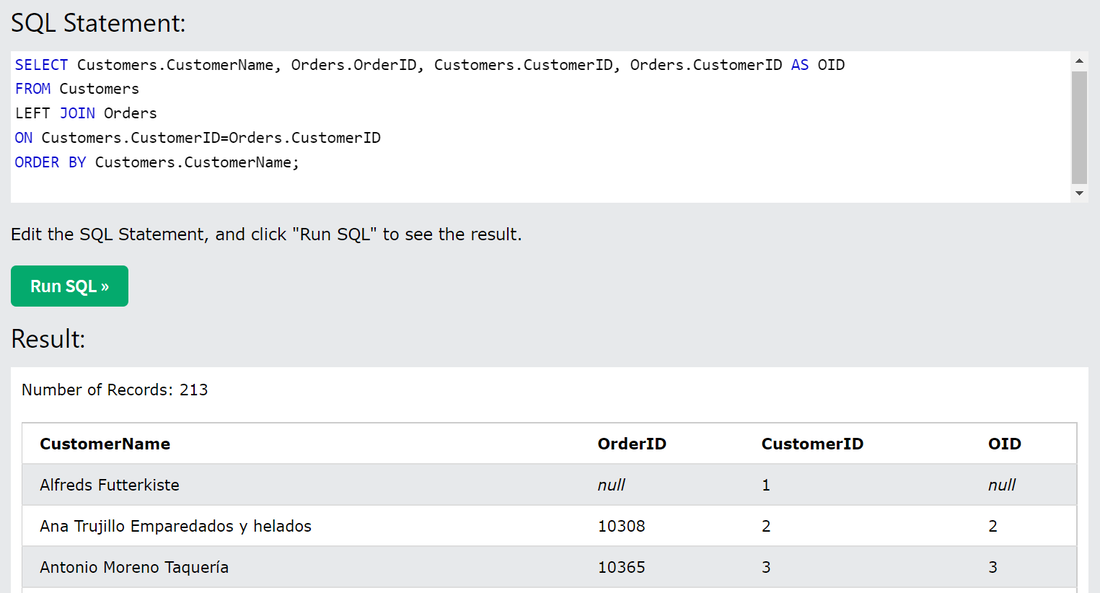 SQL Statement:
SELECT Customers.CustomerName, Orders.OrderID, Customers.CustomerID, Orders.CustomerID AS OID
FROM Customers
LEFT JOIN Orders
ON Customers.CustomerID=Orders.CustomerID
ORDER BY Customers.CustomerName;
Edit the SQL Statement, and click "Run SQL" to see the result.
Run SQL »
Result:
Number of Records: 213
CustomerName OrderID CustomerID OID
Alfreds Futterkiste null 1 null
Ana Trujillo Emparedados y helados 10308 2 2
Antonio Moreno Taquería 10365 3 3